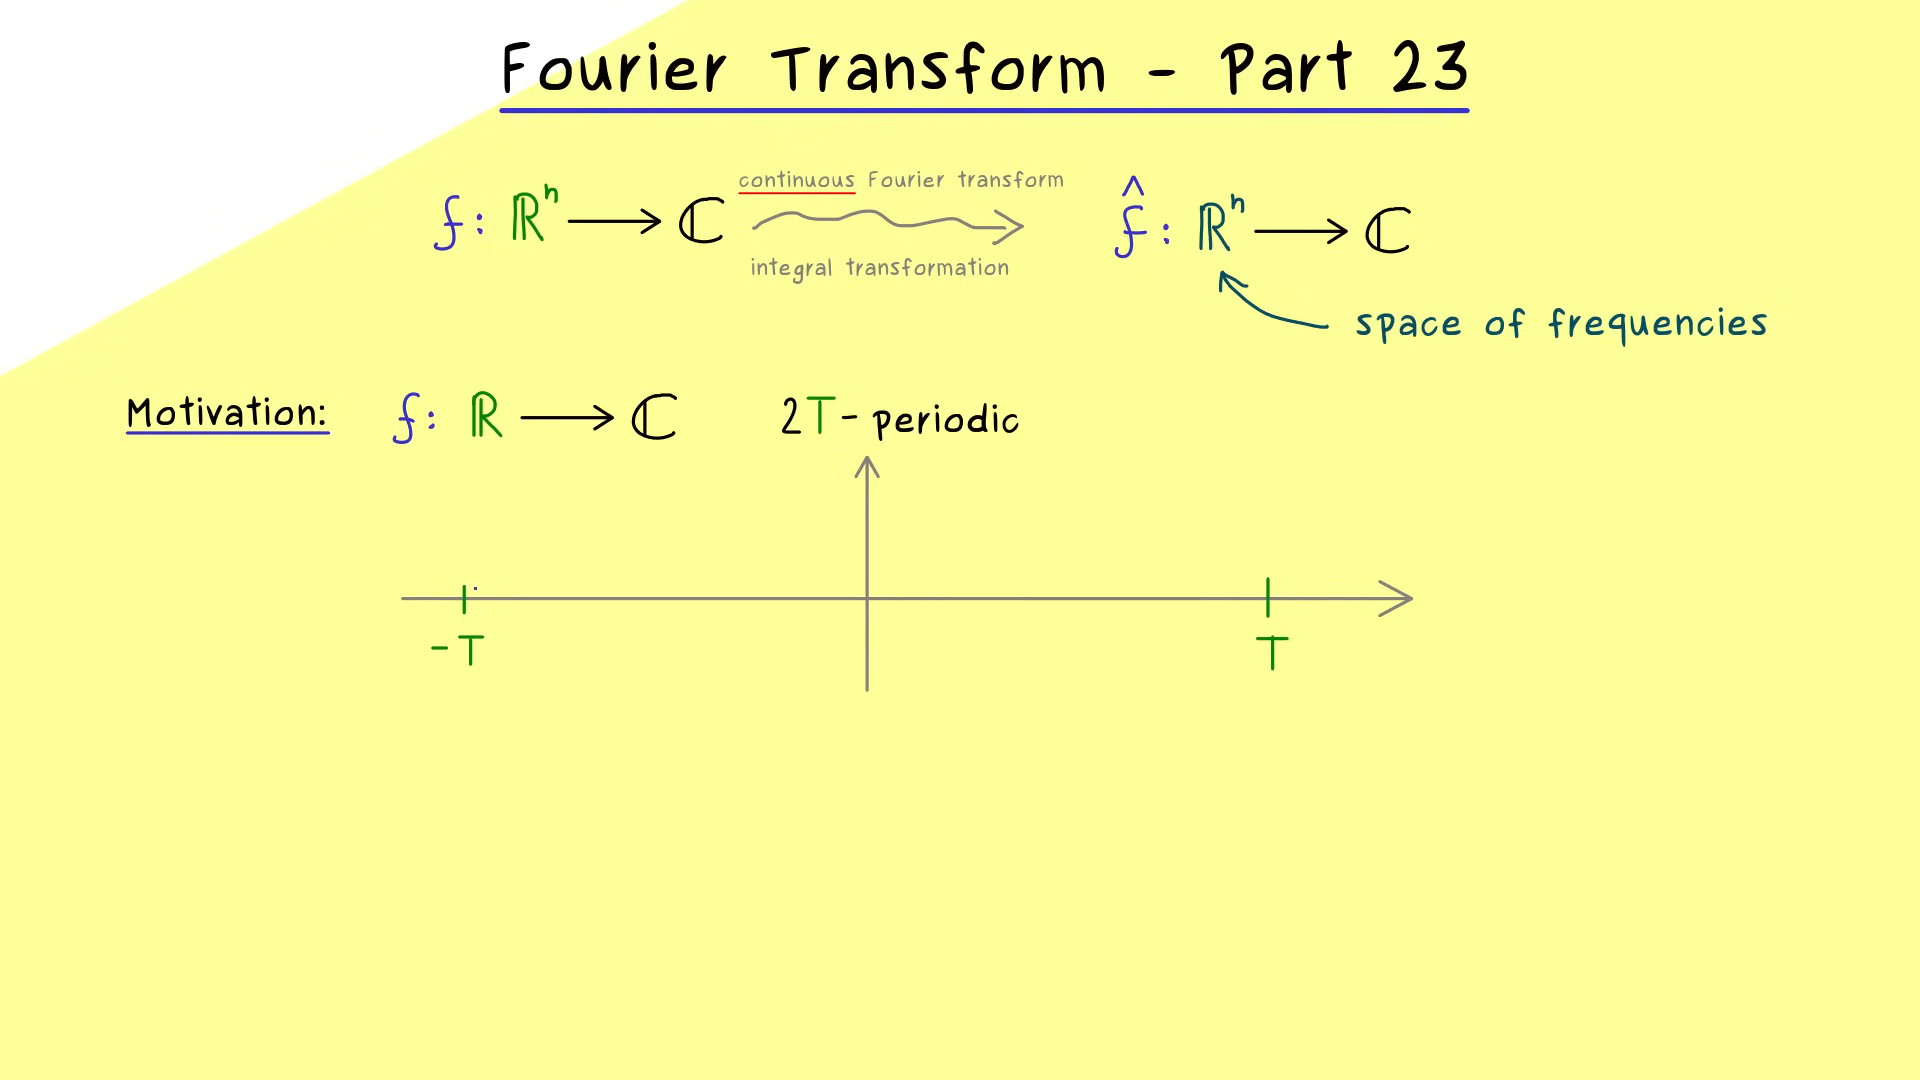 Fourier Transform - Part 23
continuous Fourier transform
f: ℝⁿ ⟶ ℂ f̂: ℝⁿ ⟶ ℂ
integral transformation
space of frequencies
Motivation: f: ℝ ⟶ ℂ 2T-periodic
-T T